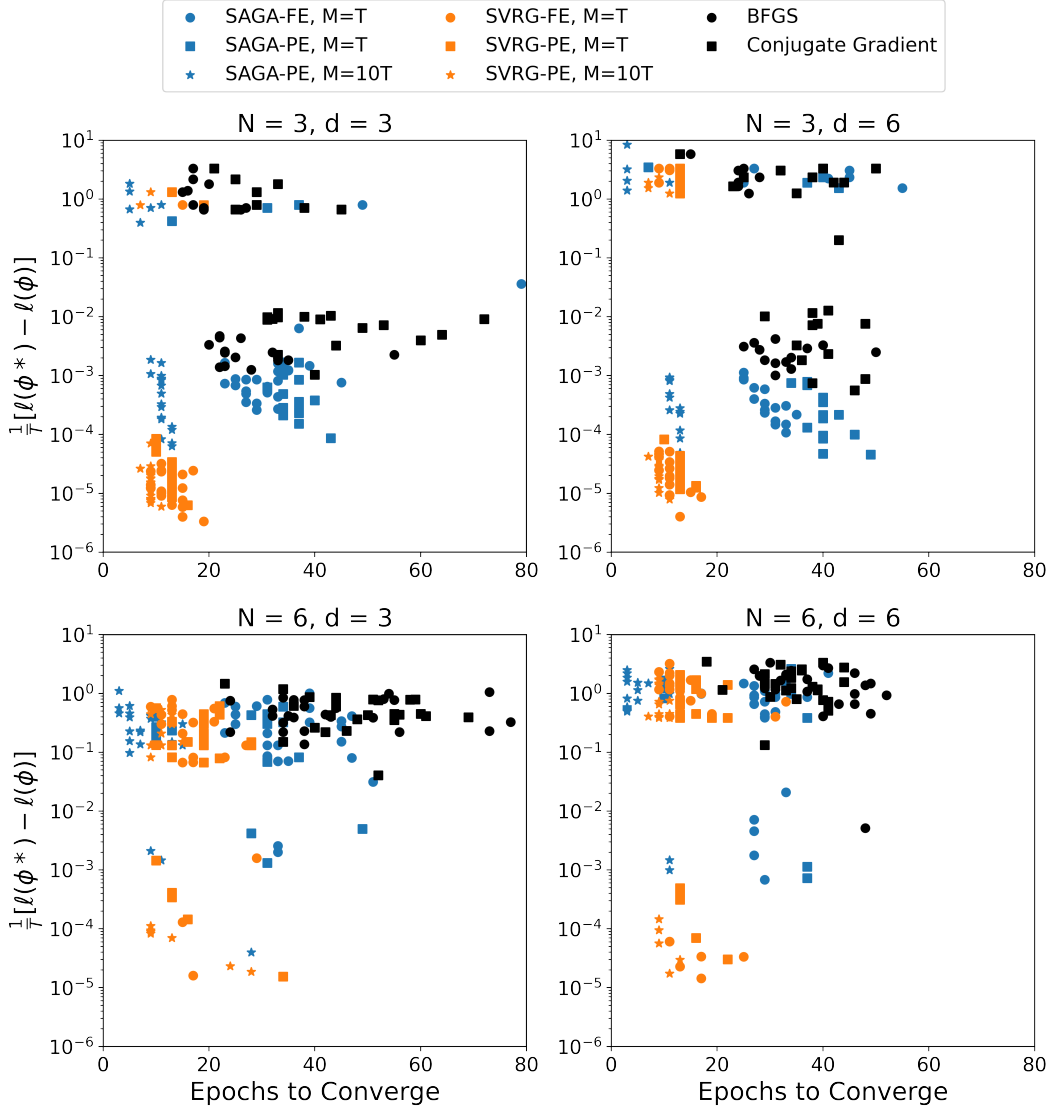 SAGA-FE, M=T SVRG-FE, M=T BFGS
SAGA-PE, M=T SVRG-PE, M=T Conjugate Gradient
SAGA-PE, M=10T SVRG-PE, M=10T
N = 3, d = 3
10¹
10⁰
10⁻¹
10⁻²
10⁻³
10⁻⁴
10⁻⁵
10⁻⁶
0 20 40 60 80
1/T [ℓ(ϕ*) − ℓ(ϕ)]
N = 3, d = 6
10¹
10⁰
10⁻¹
10⁻²
10⁻³
10⁻⁴
10⁻⁵
10⁻⁶
0 20 40 60 80
N = 6, d = 3
10¹
10⁰
10⁻¹
10⁻²
10⁻³
10⁻⁴
10⁻⁵
10⁻⁶
0 20 40 60 80
1/T [ℓ(ϕ*) − ℓ(ϕ)]
Epochs to Converge
N = 6, d = 6
10¹
10⁰
10⁻¹
10⁻²
10⁻³
10⁻⁴
10⁻⁵
10⁻⁶
0 20 40 60 80
Epochs to Converge